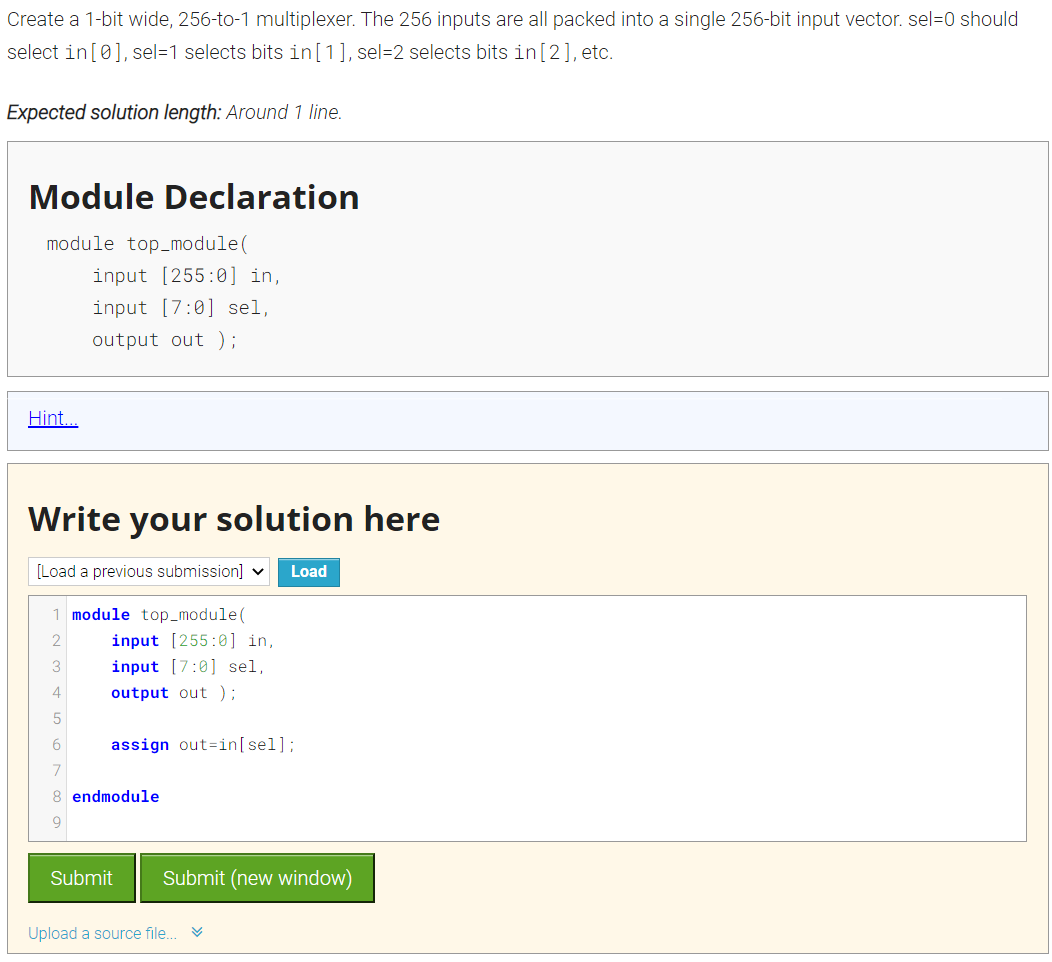 Create a 1-bit wide, 256-to-1 multiplexer. The 256 inputs are all packed into a single 256-bit input vector. sel=0 should
select in[0], sel=1 selects bits in[1], sel=2 selects bits in[2], etc.
Expected solution length: Around 1 line.
Module Declaration
module top_module(
    input [255:0] in,
    input [7:0] sel,
    output out );
Hint...
Write your solution here
[Load a previous submission] Load
1 module top_module(
2     input [255:0] in,
3     input [7:0] sel,
4     output out );
5
6     assign out=in[sel];
7
8 endmodule
9
Submit Submit (new window)
Upload a source file...